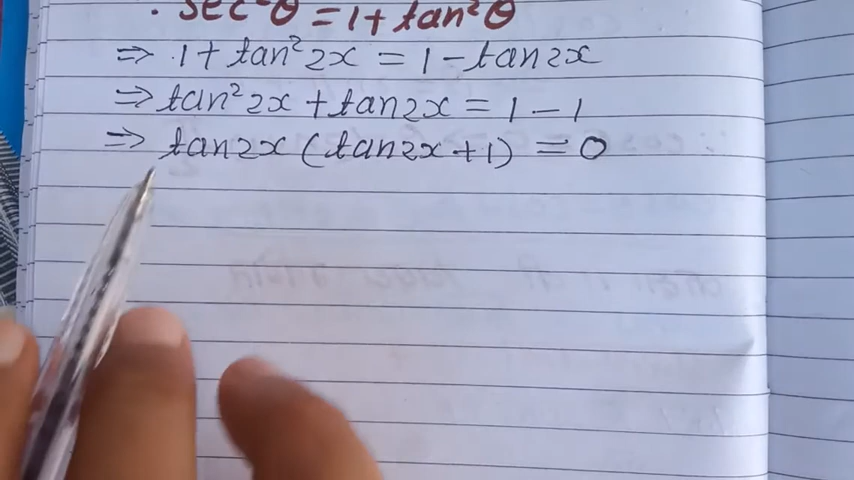 ∵ sec²θ = 1 + tan²θ
⇒ 1 + tan²2x = 1 - tan2x
⇒ tan²2x + tan2x = 1 - 1
⇒ tan2x (tan2x + 1) = 0